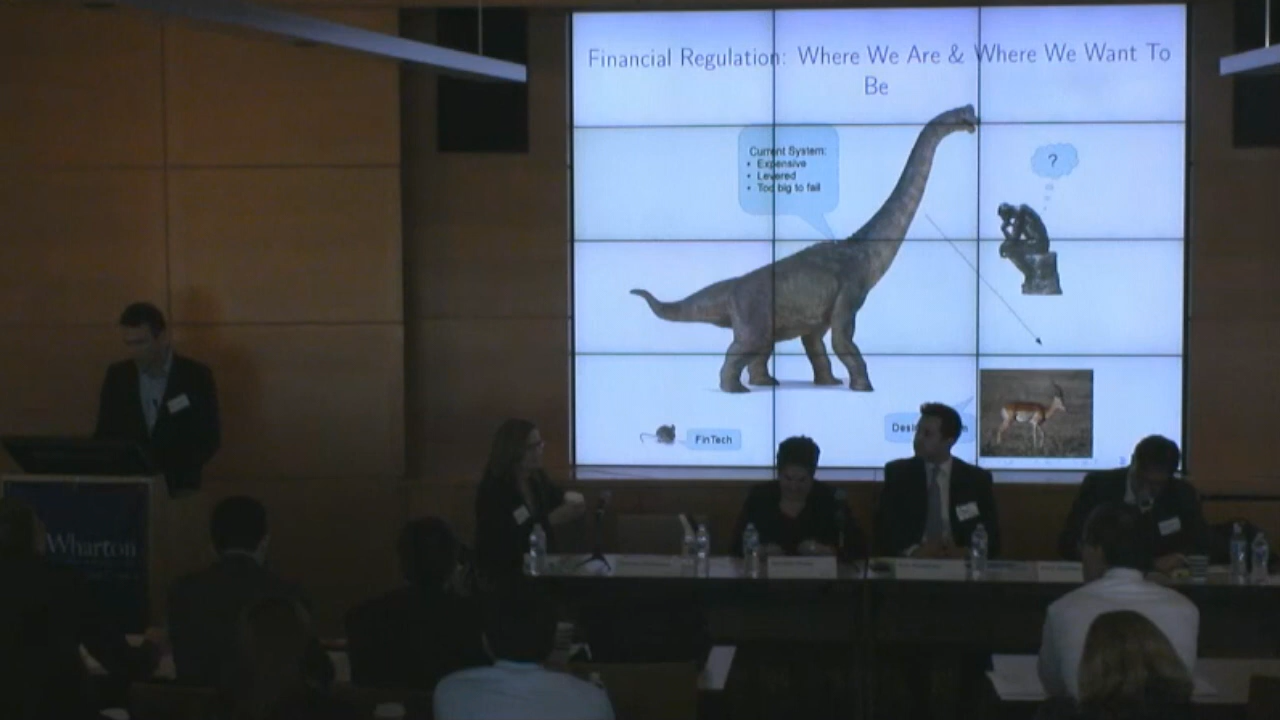 Financial Regulation: Where We Are & Where We Want To
Be
Current System:
• Expensive
• Levered
• Too big to fail
?
FinTech
Wharton